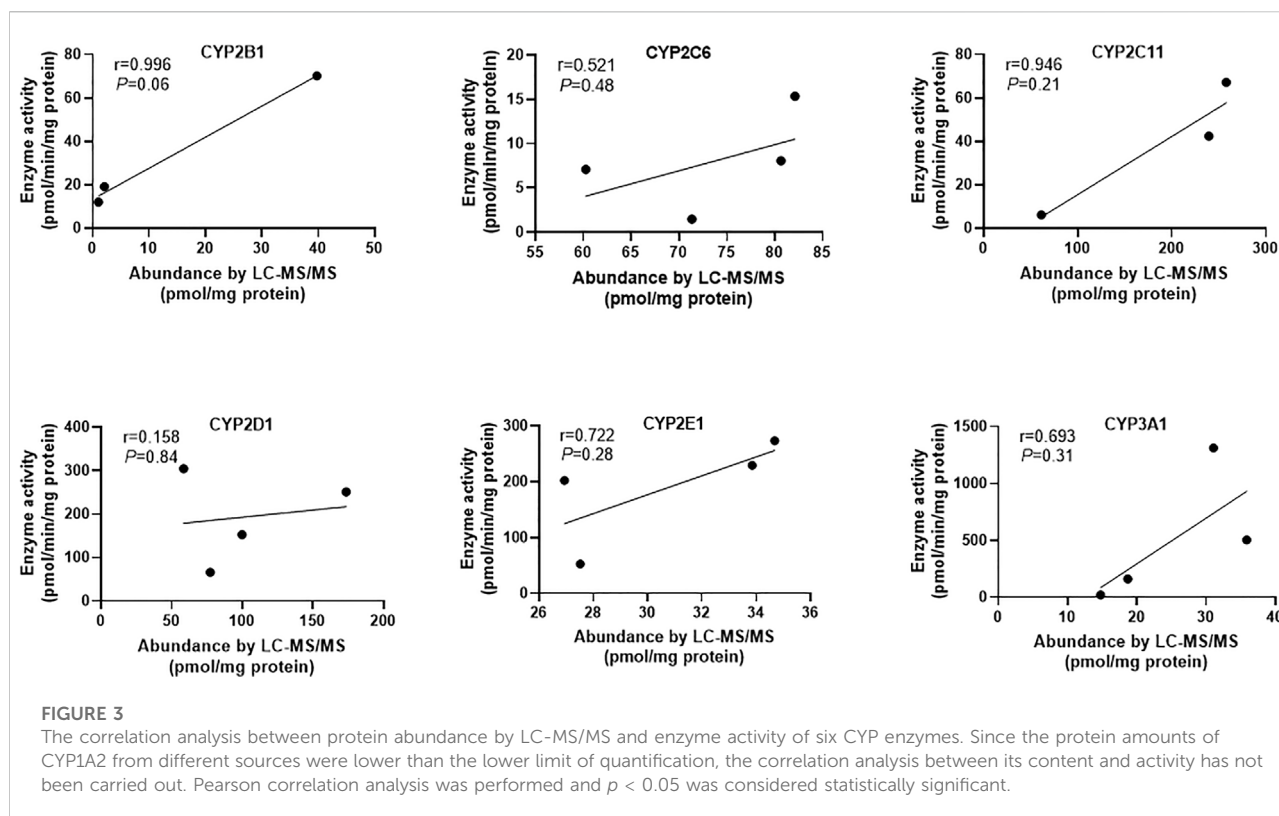 CYP2B1
r=0.996
P=0.06
80
60
40
20
0
0 10 20 30 40 50
Enzyme activity
(pmol/min/mg protein)
Abundance by LC-MS/MS
(pmol/mg protein)
CYP2C6
r=0.521
P=0.48
20
15
10
5
0
55 60 65 70 75 80 85
Enzyme activity
(pmol/min/mg protein)
Abundance by LC-MS/MS
(pmol/mg protein)
CYP2C11
r=0.946
P=0.21
80
60
40
20
0
0 100 200 300
Enzyme activity
(pmol/min/mg protein)
Abundance by LC-MS/MS
(pmol/mg protein)
CYP2D1
r=0.158
P=0.84
400
300
200
100
0
0 50 100 150 200
Enzyme activity
(pmol/min/mg protein)
Abundance by LC-MS/MS
(pmol/mg protein)
CYP2E1
r=0.722
P=0.28
300
200
100
0
26 28 30 32 34 36
Enzyme activity
(pmol/min/mg protein)
Abundance by LC-MS/MS
(pmol/mg protein)
CYP3A1
r=0.693
P=0.31
1500
1000
500
0
0 10 20 30 40
Enzyme activity
(pmol/min/mg protein)
Abundance by LC-MS/MS
(pmol/mg protein)
FIGURE 3
The correlation analysis between protein abundance by LC-MS/MS and enzyme activity of six CYP enzymes. Since the protein amounts of
CYP1A2 from different sources were lower than the lower limit of quantification, the correlation analysis between its content and activity has not
been carried out. Pearson correlation analysis was performed and p < 0.05 was considered statistically significant.